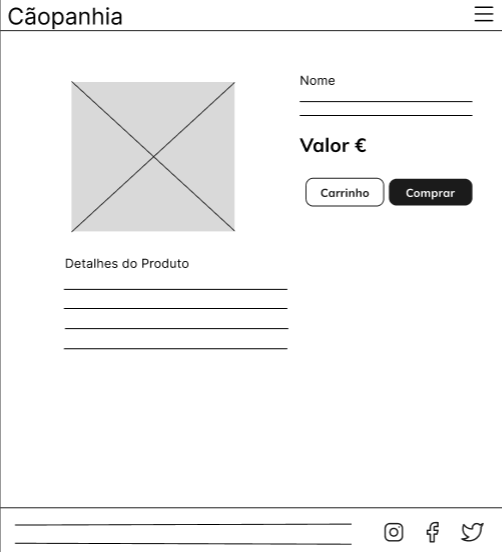 Cãopanhia
Nome
Valor €
Carrinho
Comprar
Detalhes do Produto